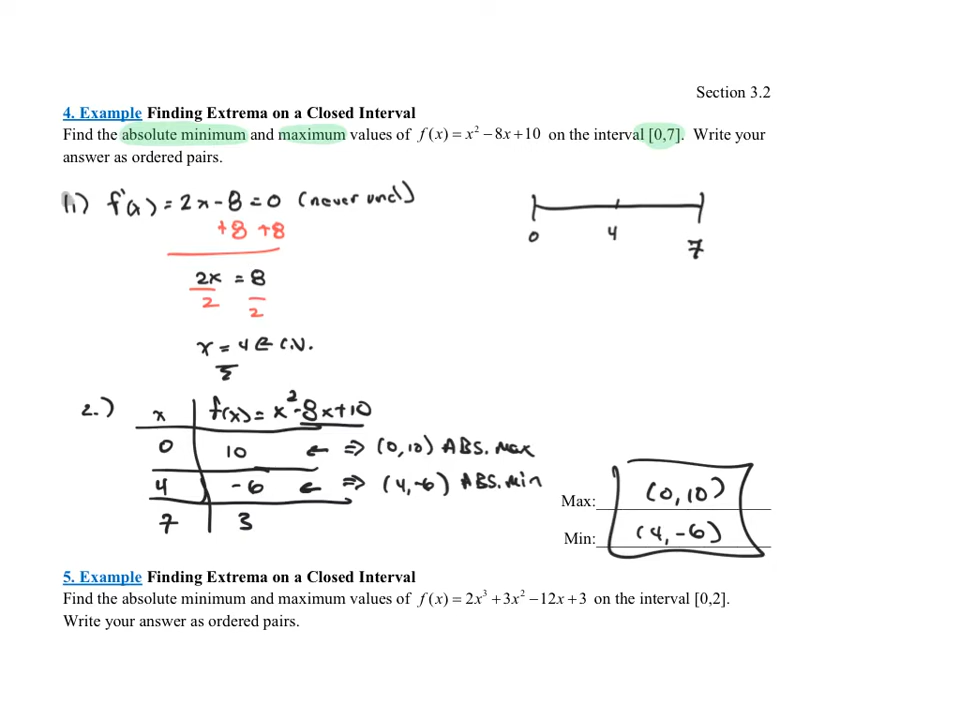 Section 3.2
4. Example Finding Extrema on a Closed Interval
Find the absolute minimum and maximum values of f(x) = x² − 8x + 10 on the interval [0,7]. Write your
answer as ordered pairs.
1.) f'(x) = 2x - 8 = 0 (never und)
+8 +8
0 4 7
2x = 8
2 2
x = 4 ← C.V.
2.) x f(x) = x² - 8x + 10
0 10 ← ⇒ (0,10) ABS. Max
4 -6 ← ⇒ (4,-6) ABS. Min
7 3
Max: (0,10)
Min: (4,-6)
5. Example Finding Extrema on a Closed Interval
Find the absolute minimum and maximum values of f(x) = 2x³ + 3x² − 12x + 3 on the interval [0,2].
Write your answer as ordered pairs.